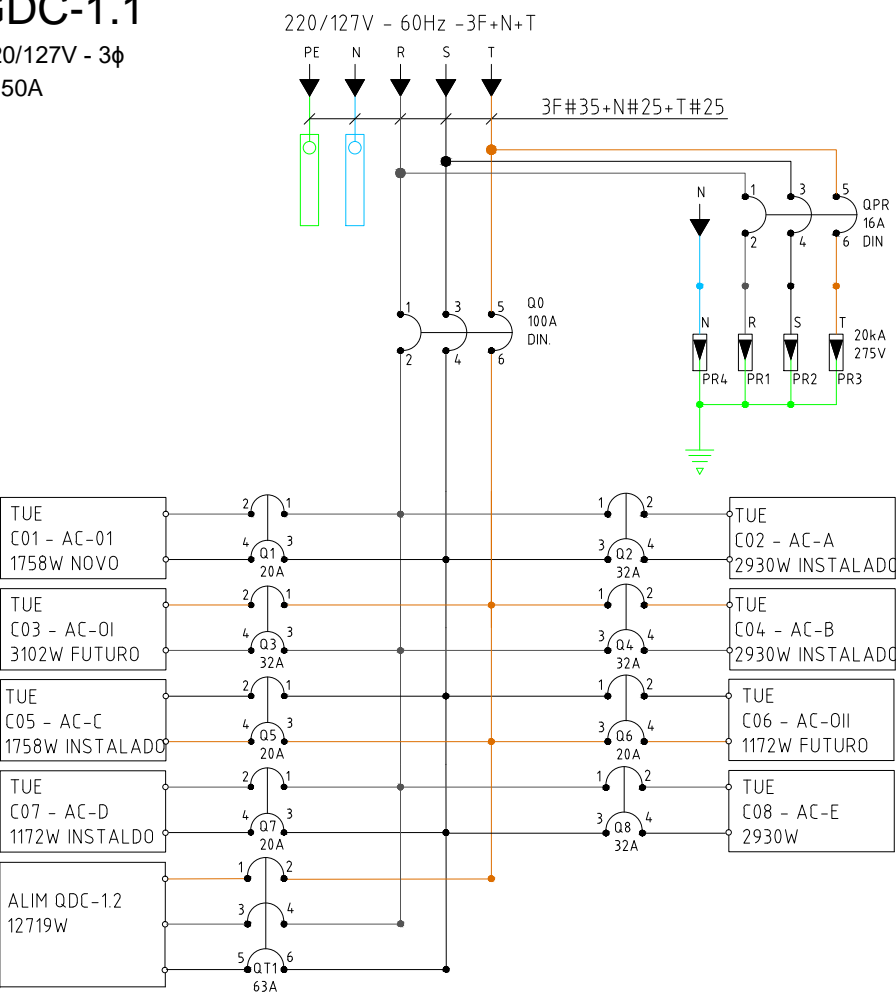 GDC-1.1
20/127V - 3ϕ
50A
220/127V - 60Hz -3F+N+T
PE N R S T
3F#35+N#25+T#25
N
1 3 5
QPR
16A
DIN
2 4 6
1 3 5
Q0
100A
DIN.
2 4 6
N R S T
20kA
275V
PR4 PR1 PR2 PR3
TUE
C01 - AC-01
1758W NOVO
2 1
4 3
Q1
20A
1 2
3 4
Q2
32A
TUE
C02 - AC-A
2930W INSTALADO
TUE
C03 - AC-OI
3102W FUTURO
2 1
4 3
Q3
32A
1 2
3 4
Q4
32A
TUE
C04 - AC-B
2930W INSTALADO
TUE
C05 - AC-C
1758W INSTALADO
2 1
4 3
Q5
20A
1 2
3 4
Q6
20A
TUE
C06 - AC-OII
1172W FUTURO
TUE
C07 - AC-D
1172W INSTALDO
2 1
4 3
Q7
20A
1 2
3 4
Q8
32A
TUE
C08 - AC-E
2930W
ALIM QDC-1.2
12719W
1 2
3 4
5 6
QT1
63A